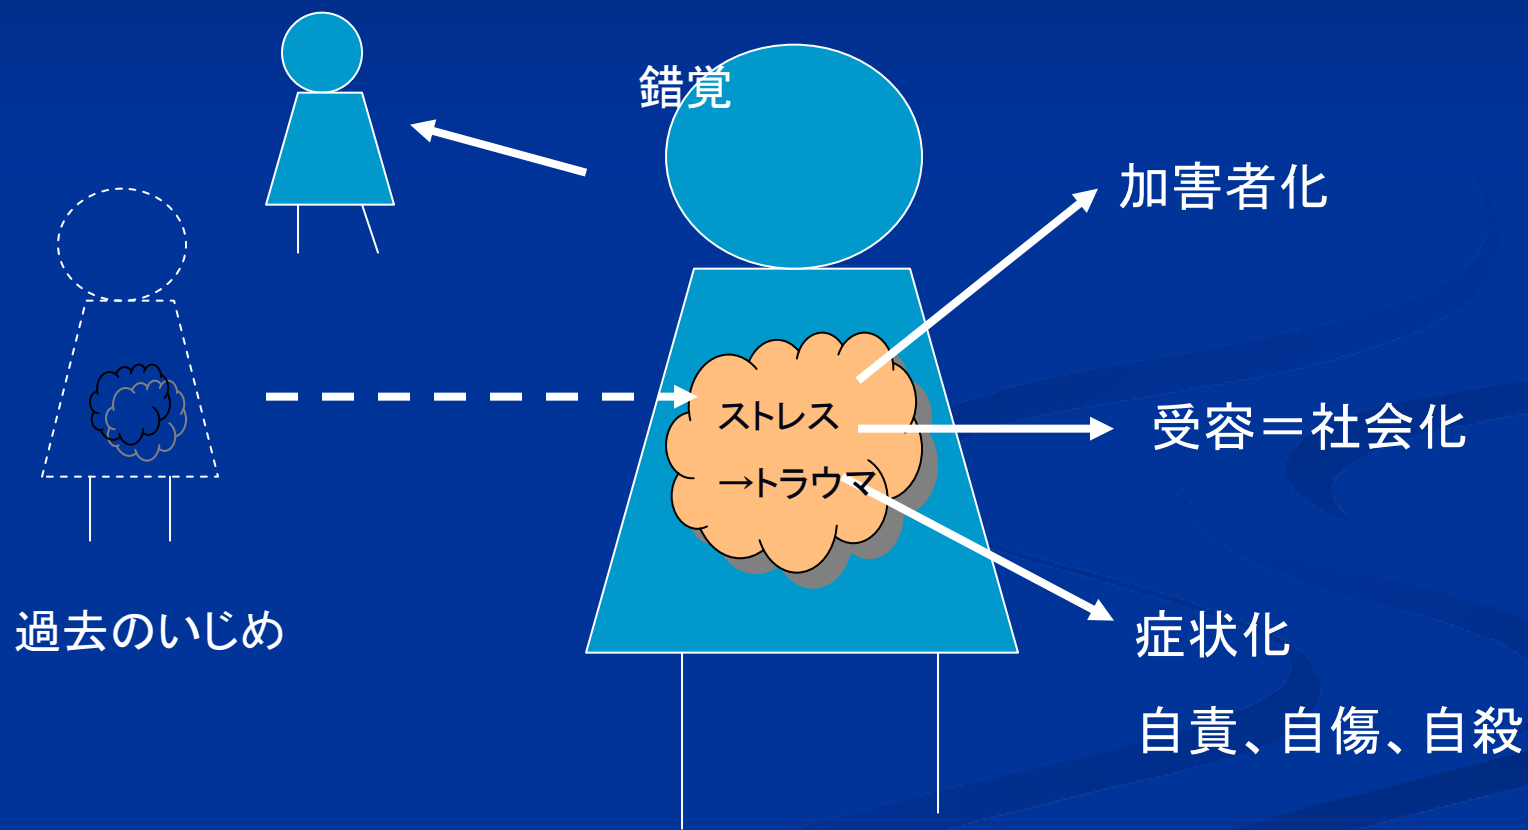 錯覚
加害者化
ストレス
→トラウマ
受容＝社会化
過去のいじめ
症状化
自責、自傷、自殺